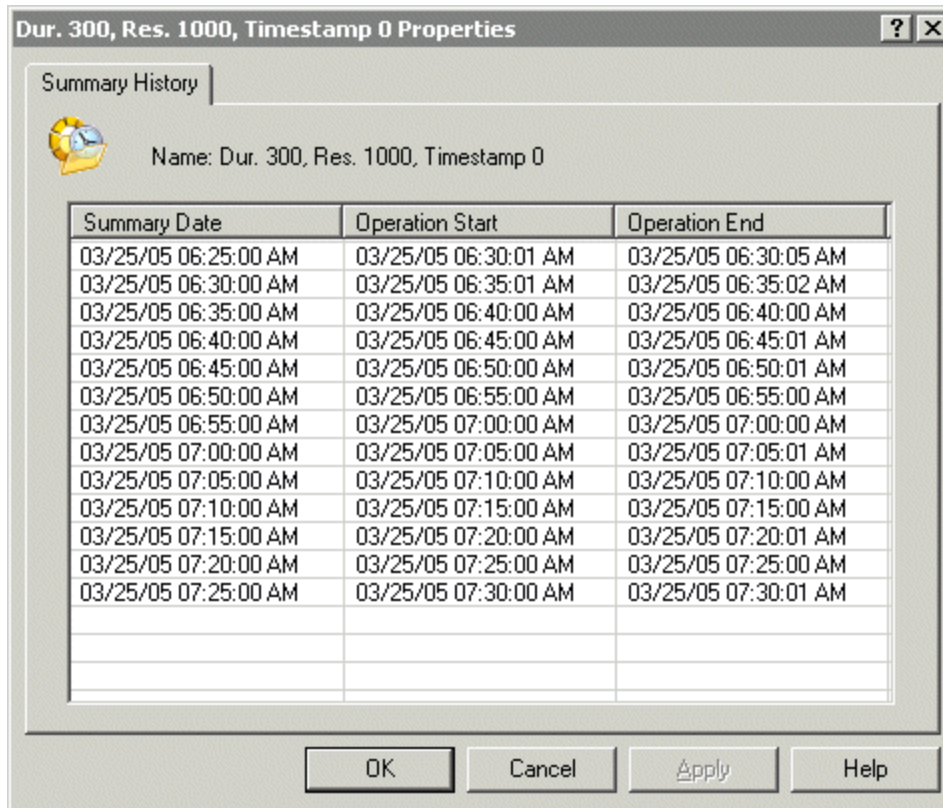 Dur. 300, Res. 1000, Timestamp 0 Properties
Summary History
Name: Dur. 300, Res. 1000, Timestamp 0
Summary Date Operation Start Operation End
03/25/05 06:25:00 AM 03/25/05 06:30:01 AM 03/25/05 06:30:05 AM
03/25/05 06:30:00 AM 03/25/05 06:35:01 AM 03/25/05 06:35:02 AM
03/25/05 06:35:00 AM 03/25/05 06:40:00 AM 03/25/05 06:40:00 AM
03/25/05 06:40:00 AM 03/25/05 06:45:00 AM 03/25/05 06:45:01 AM
03/25/05 06:45:00 AM 03/25/05 06:50:00 AM 03/25/05 06:50:01 AM
03/25/05 06:50:00 AM 03/25/05 06:55:00 AM 03/25/05 06:55:00 AM
03/25/05 06:55:00 AM 03/25/05 07:00:00 AM 03/25/05 07:00:00 AM
03/25/05 07:00:00 AM 03/25/05 07:05:00 AM 03/25/05 07:05:01 AM
03/25/05 07:05:00 AM 03/25/05 07:10:00 AM 03/25/05 07:10:00 AM
03/25/05 07:10:00 AM 03/25/05 07:15:00 AM 03/25/05 07:15:00 AM
03/25/05 07:15:00 AM 03/25/05 07:20:00 AM 03/25/05 07:20:01 AM
03/25/05 07:20:00 AM 03/25/05 07:25:00 AM 03/25/05 07:25:00 AM
03/25/05 07:25:00 AM 03/25/05 07:30:00 AM 03/25/05 07:30:01 AM
OK Cancel Apply Help